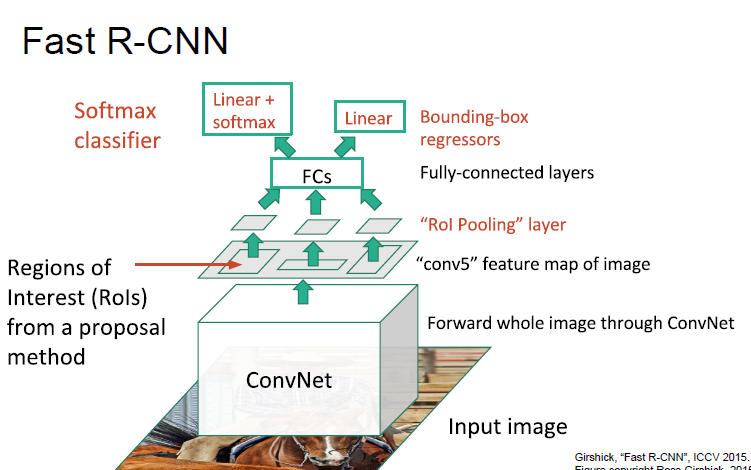 Fast R-CNN
Softmax
classifier
Linear +
softmax
Linear
Bounding-box
regressors
FCs
Fully-connected layers
“RoI Pooling” layer
Regions of
Interest (RoIs)
from a proposal
method
“conv5” feature map of image
Forward whole image through ConvNet
ConvNet
Input image
Girshick, “Fast R-CNN”, ICCV 2015.
Figure copyright Ross Girshick, 2015